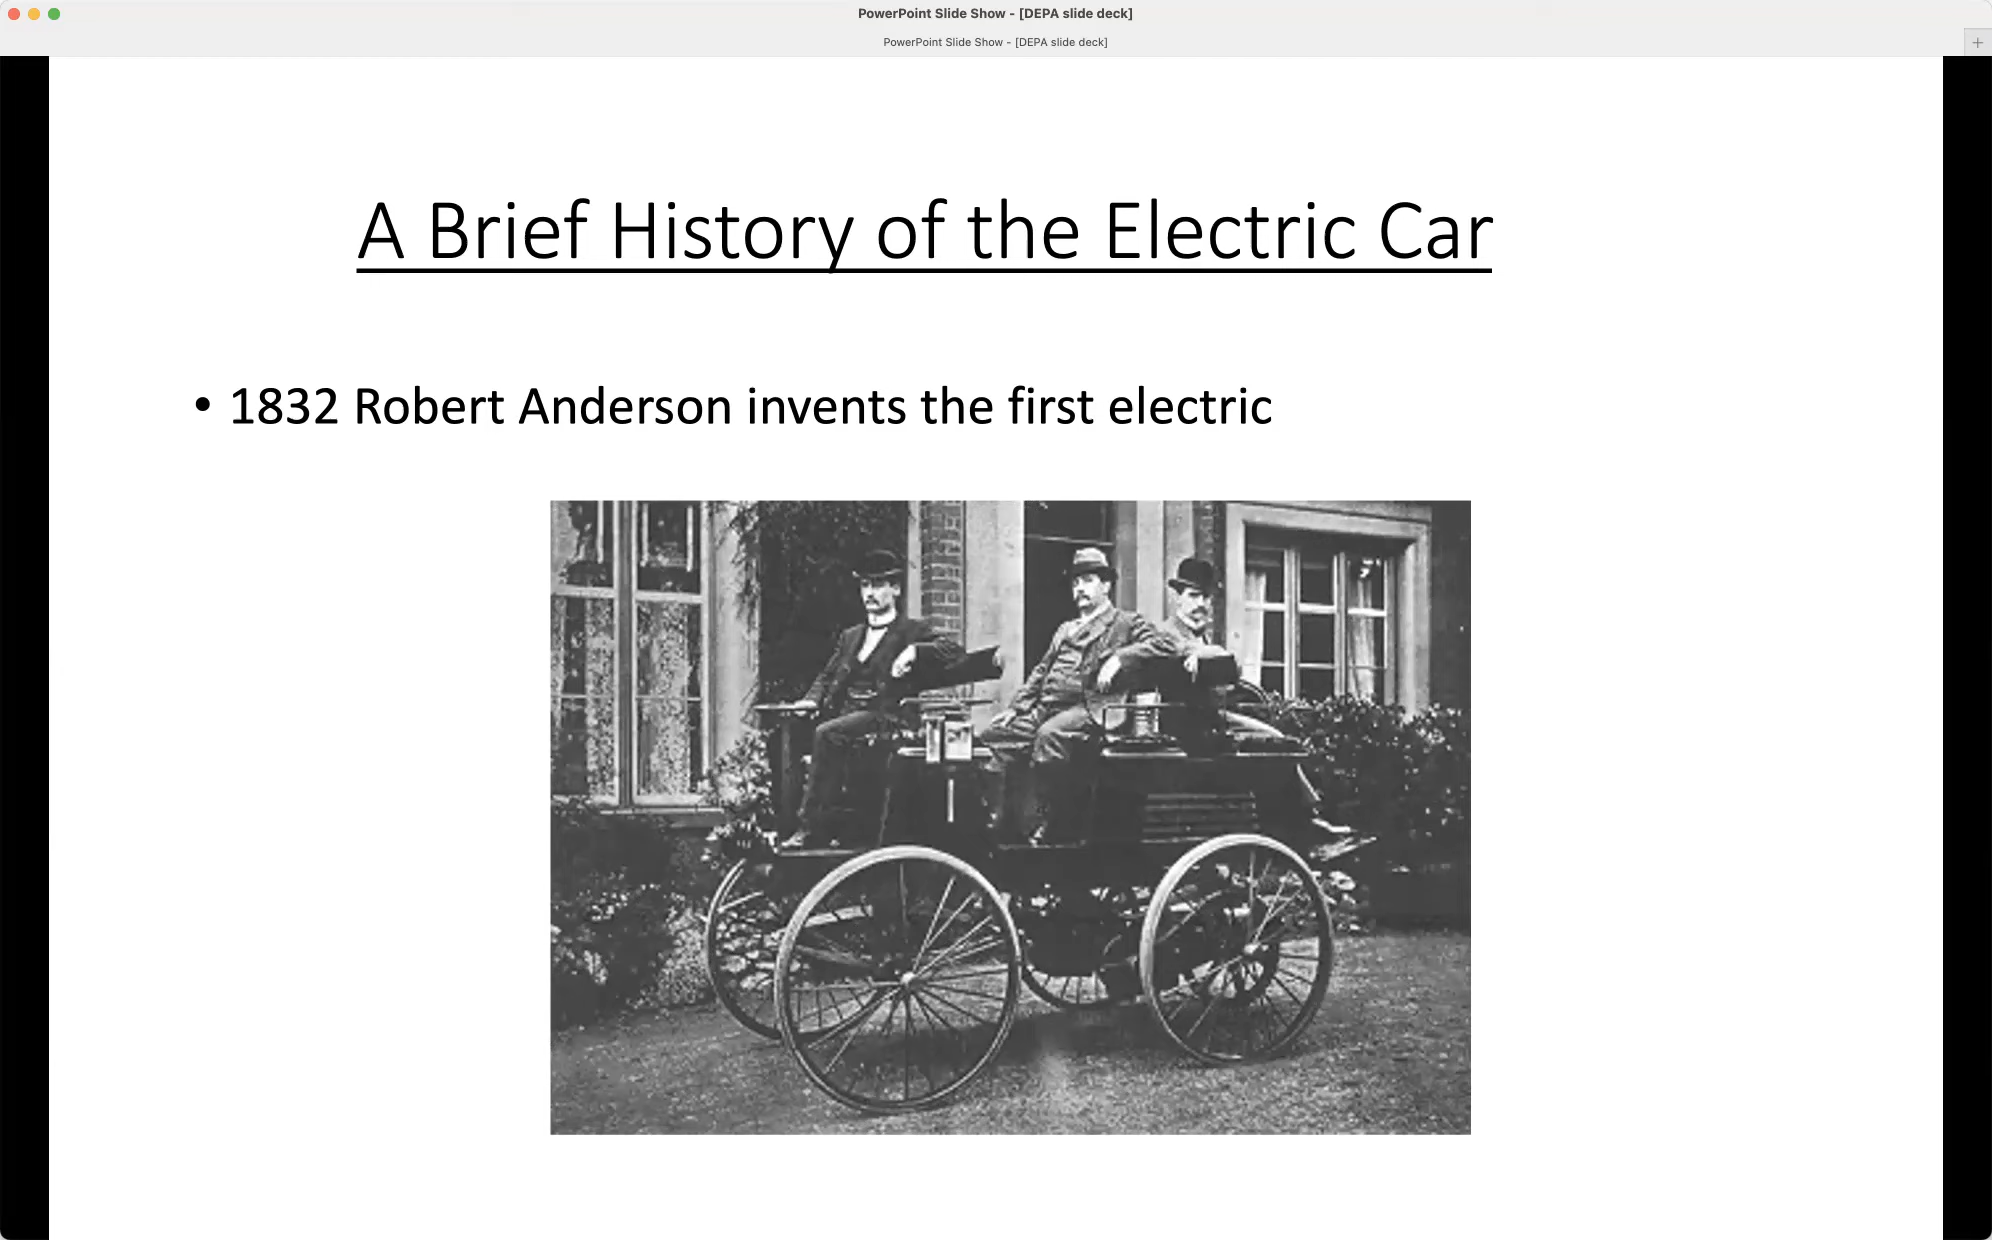 PowerPoint Slide Show - [DEPA slide deck]
PowerPoint Slide Show - [DEPA slide deck]
A Brief History of the Electric Car
• 1832 Robert Anderson invents the first electric